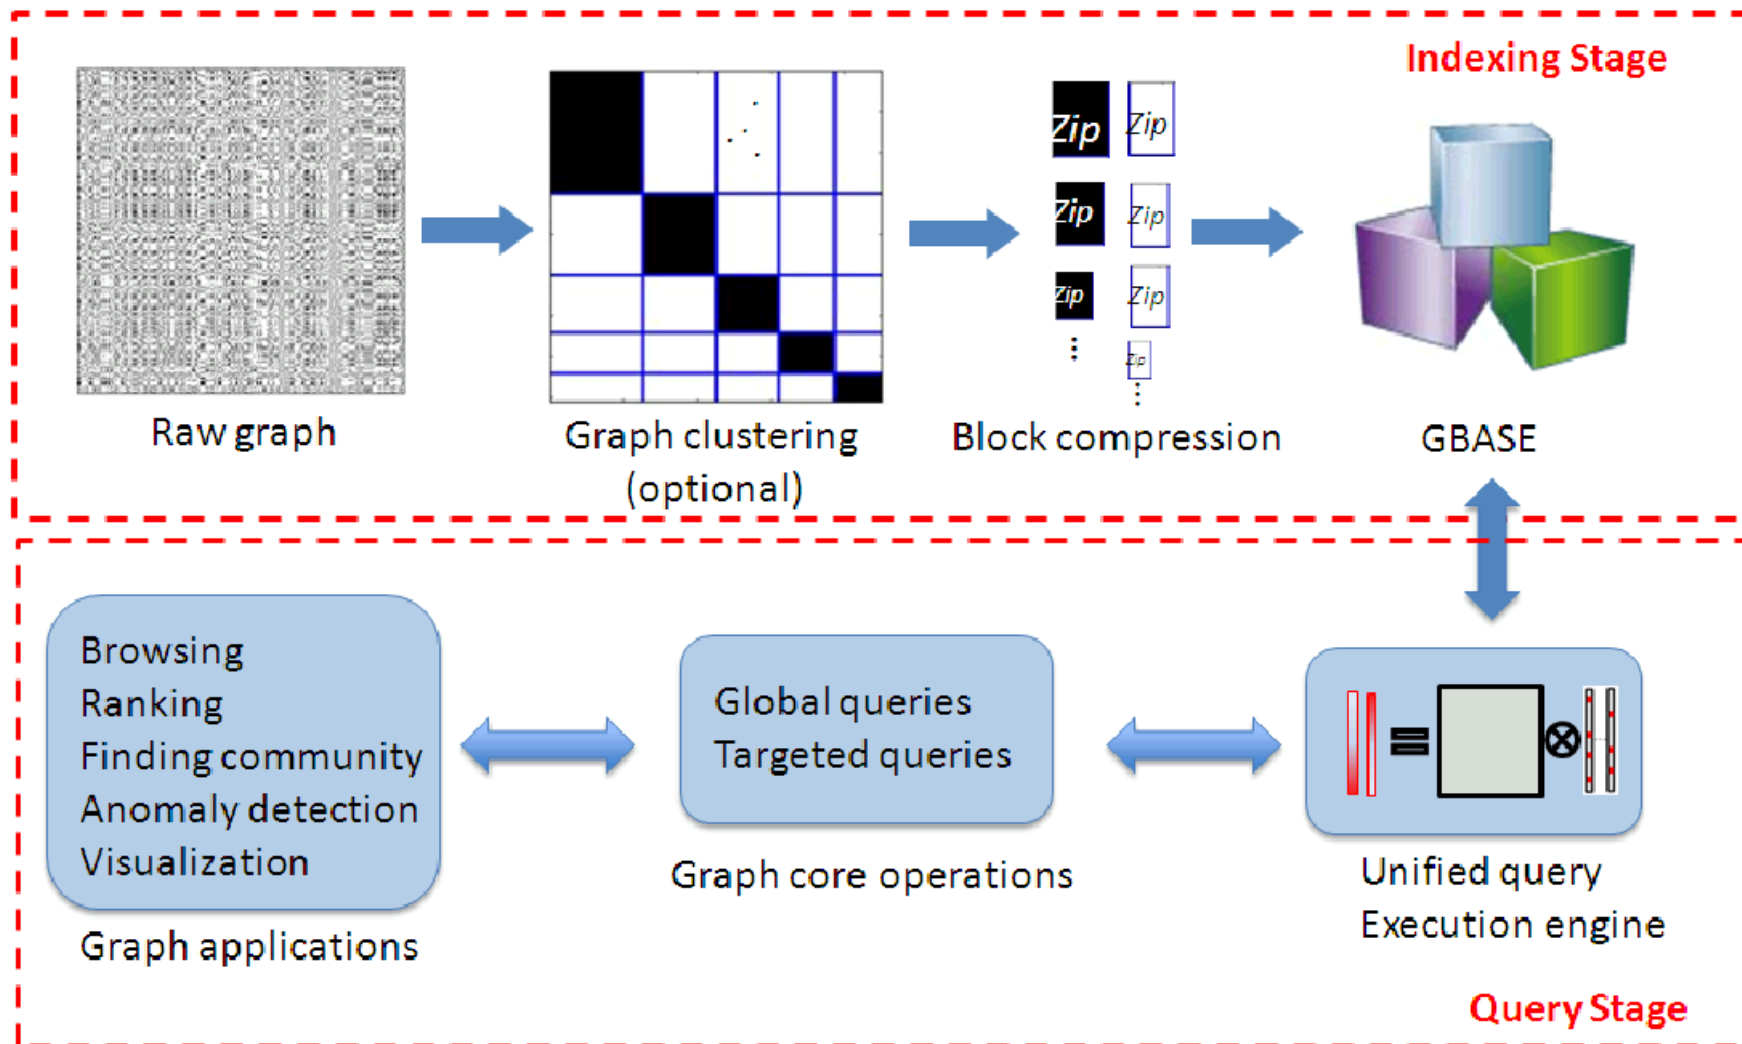 Indexing Stage
Zip
Zip
Zip
Zip
Zip
Zip
Zip
Raw graph
Graph clustering
(optional)
Block compression
GBASE
Browsing
Ranking
Finding community
Anomaly detection
Visualization
Graph applications
Global queries
Targeted queries
Graph core operations
Unified query
Execution engine
Query Stage